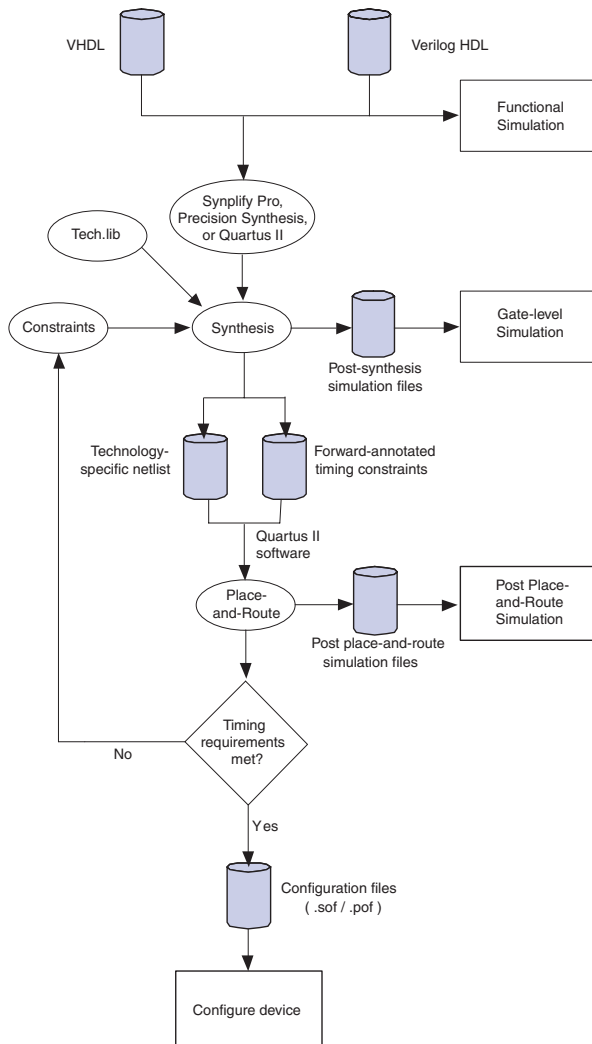 VHDL
Verilog HDL
Functional
Simulation
Synplify Pro,
Precision Synthesis,
or Quartus II
Tech.lib
Constraints
Synthesis
Gate-level
Simulation
Post-synthesis
simulation files
Technology-
specific netlist
Forward-annotated
timing constraints
Quartus II
software
Place-
and-Route
Post Place-
and-Route
Simulation
Post place-and-route
simulation files
Timing
requirements
met?
No
Yes
Configuration files
( .sof / .pof )
Configure device